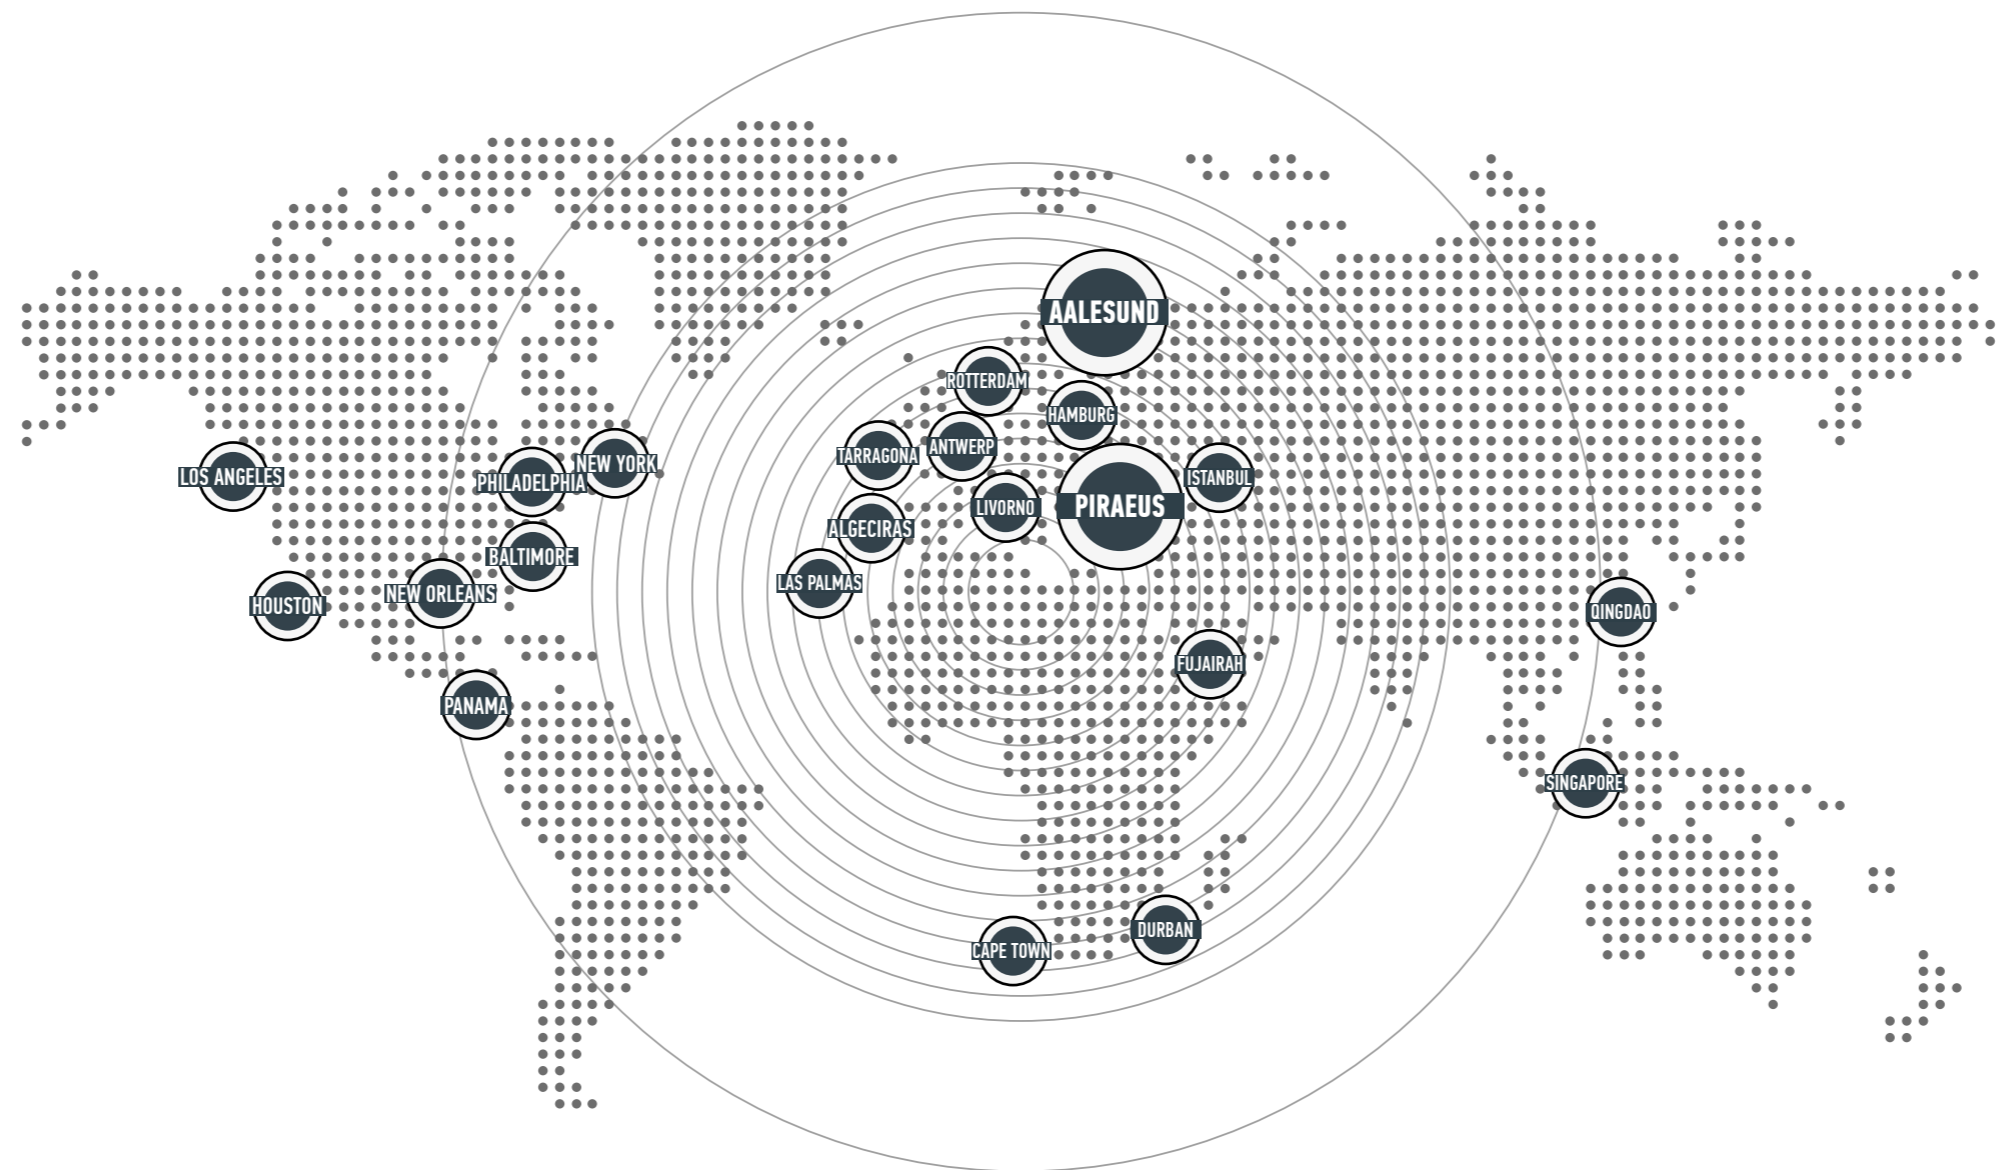 AALESUND
ROTTERDAM
HAMBURG
ANTWERP
TARRAGONA
NEW YORK
LOS ANGELES
PHILADELPHIA
ISTANBUL
PIRAEUS
LIVORNO
ALGECIRAS
BALTIMORE
LAS PALMAS
NEW ORLEANS
HOUSTON
QINGDAO
FUJAIRAH
PANAMA
SINGAPORE
DURBAN
CAPE TOWN